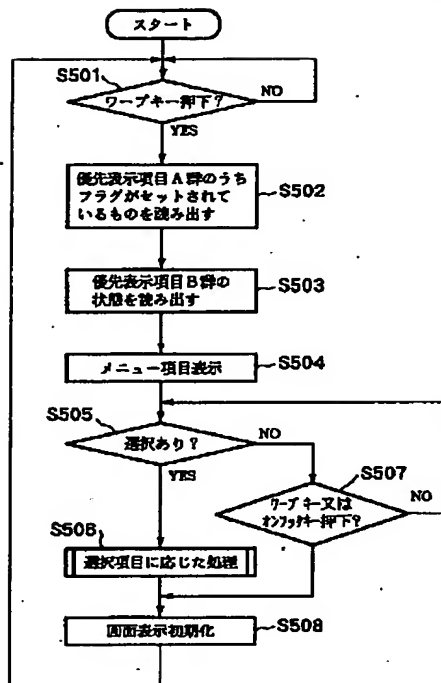 スタート
S501
ワープキー押下?
NO
YES
優先表示項目A群のうち
フラグがセットされて
いるものを読み出す
S502
優先表示項目B群の
状態を読み出す
S503
メニュー項目表示
S504
S505
選択あり?
NO
YES
S507
ワープキー又は
オンフックキー押下?
NO
S506
選択項目に応じた処理
画面表示初期化
S508